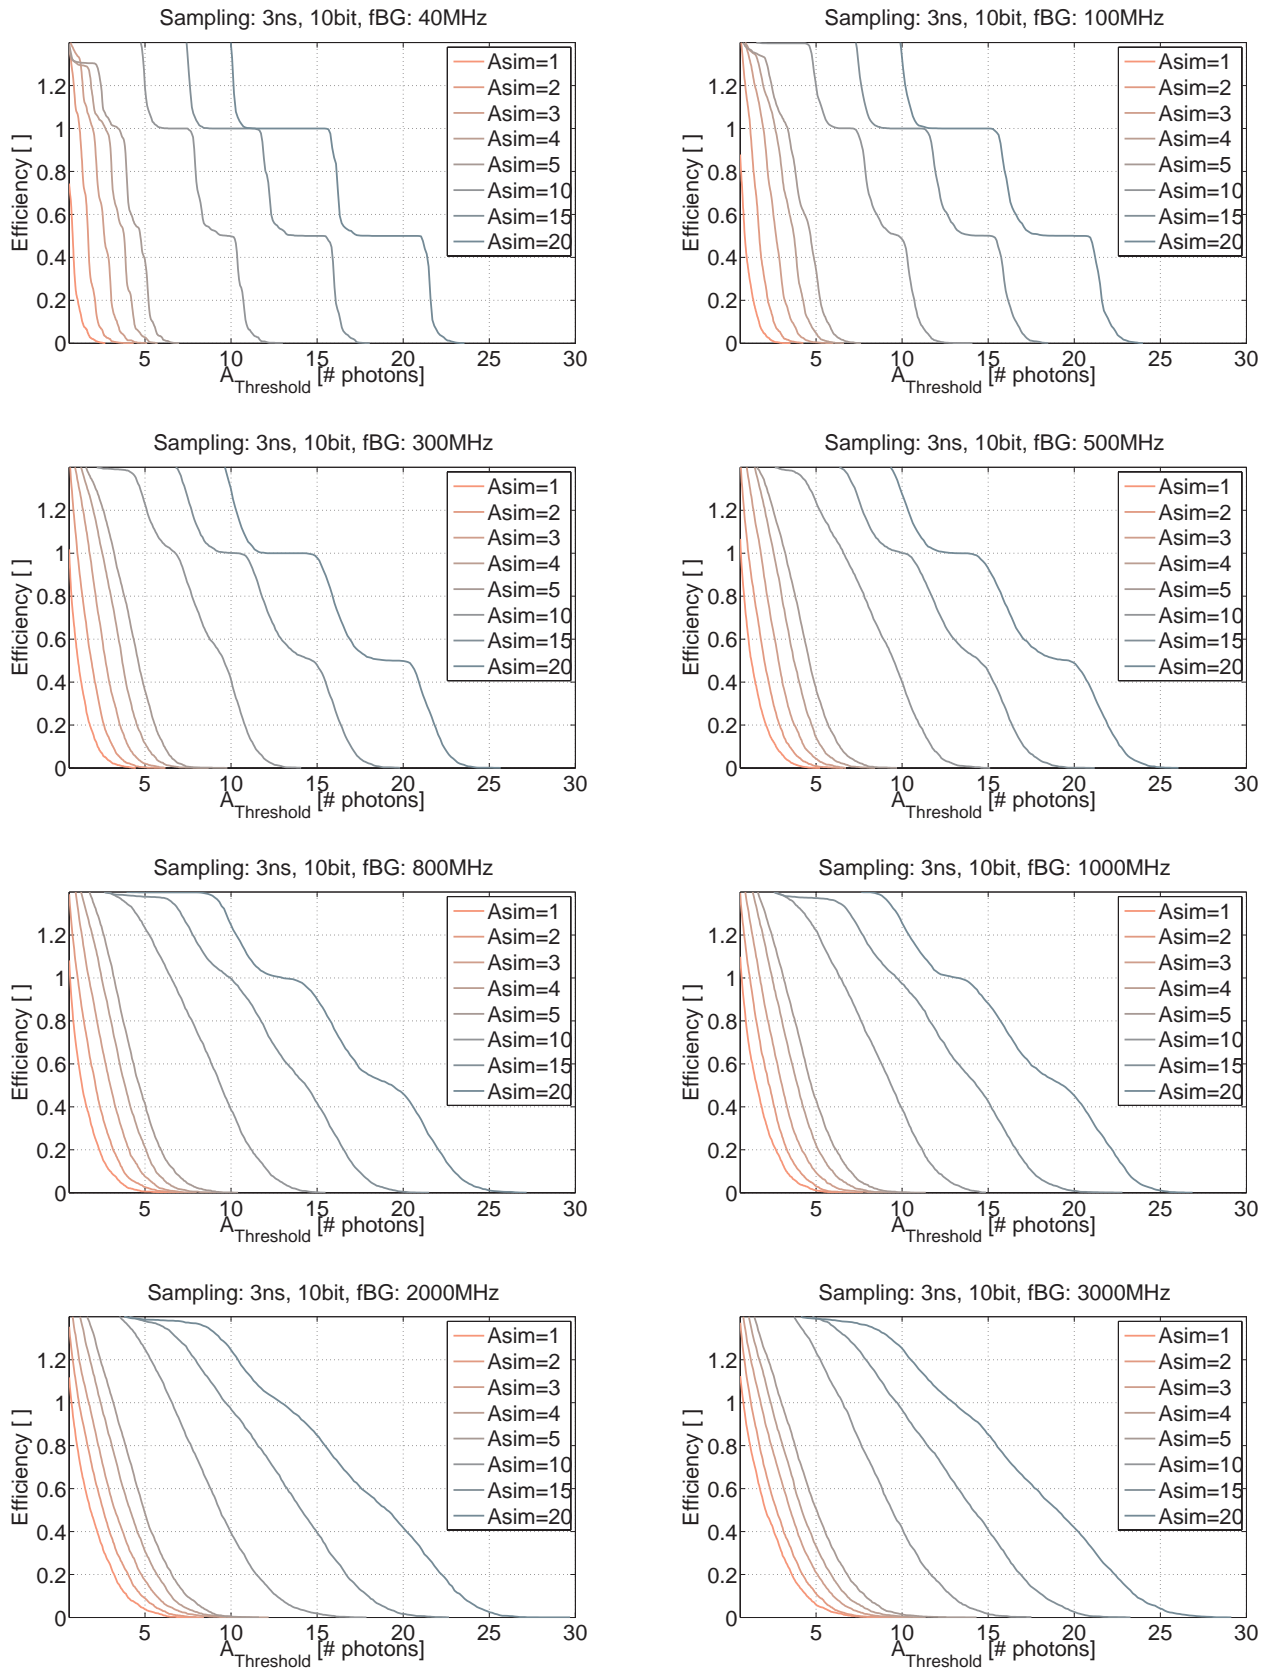 Sampling: 3ns, 10bit, fBG: 40MHz
Efficiency [ ]
1.2
1
0.8
0.6
0.4
0.2
0
5 10 15 20 25 30
A_Threshold [# photons]
Asim=1
Asim=2
Asim=3
Asim=4
Asim=5
Asim=10
Asim=15
Asim=20
Sampling: 3ns, 10bit, fBG: 100MHz
Efficiency [ ]
1.2
1
0.8
0.6
0.4
0.2
0
5 10 15 20 25 30
A_Threshold [# photons]
Asim=1
Asim=2
Asim=3
Asim=4
Asim=5
Asim=10
Asim=15
Asim=20
Sampling: 3ns, 10bit, fBG: 300MHz
Efficiency [ ]
1.2
1
0.8
0.6
0.4
0.2
0
5 10 15 20 25 30
A_Threshold [# photons]
Asim=1
Asim=2
Asim=3
Asim=4
Asim=5
Asim=10
Asim=15
Asim=20
Sampling: 3ns, 10bit, fBG: 500MHz
Efficiency [ ]
1.2
1
0.8
0.6
0.4
0.2
0
5 10 15 20 25 30
A_Threshold [# photons]
Asim=1
Asim=2
Asim=3
Asim=4
Asim=5
Asim=10
Asim=15
Asim=20
Sampling: 3ns, 10bit, fBG: 800MHz
Efficiency [ ]
1.2
1
0.8
0.6
0.4
0.2
0
5 10 15 20 25 30
A_Threshold [# photons]
Asim=1
Asim=2
Asim=3
Asim=4
Asim=5
Asim=10
Asim=15
Asim=20
Sampling: 3ns, 10bit, fBG: 1000MHz
Efficiency [ ]
1.2
1
0.8
0.6
0.4
0.2
0
5 10 15 20 25 30
A_Threshold [# photons]
Asim=1
Asim=2
Asim=3
Asim=4
Asim=5
Asim=10
Asim=15
Asim=20
Sampling: 3ns, 10bit, fBG: 2000MHz
Efficiency [ ]
1.2
1
0.8
0.6
0.4
0.2
0
5 10 15 20 25 30
A_Threshold [# photons]
Asim=1
Asim=2
Asim=3
Asim=4
Asim=5
Asim=10
Asim=15
Asim=20
Sampling: 3ns, 10bit, fBG: 3000MHz
Efficiency [ ]
1.2
1
0.8
0.6
0.4
0.2
0
5 10 15 20 25 30
A_Threshold [# photons]
Asim=1
Asim=2
Asim=3
Asim=4
Asim=5
Asim=10
Asim=15
Asim=20